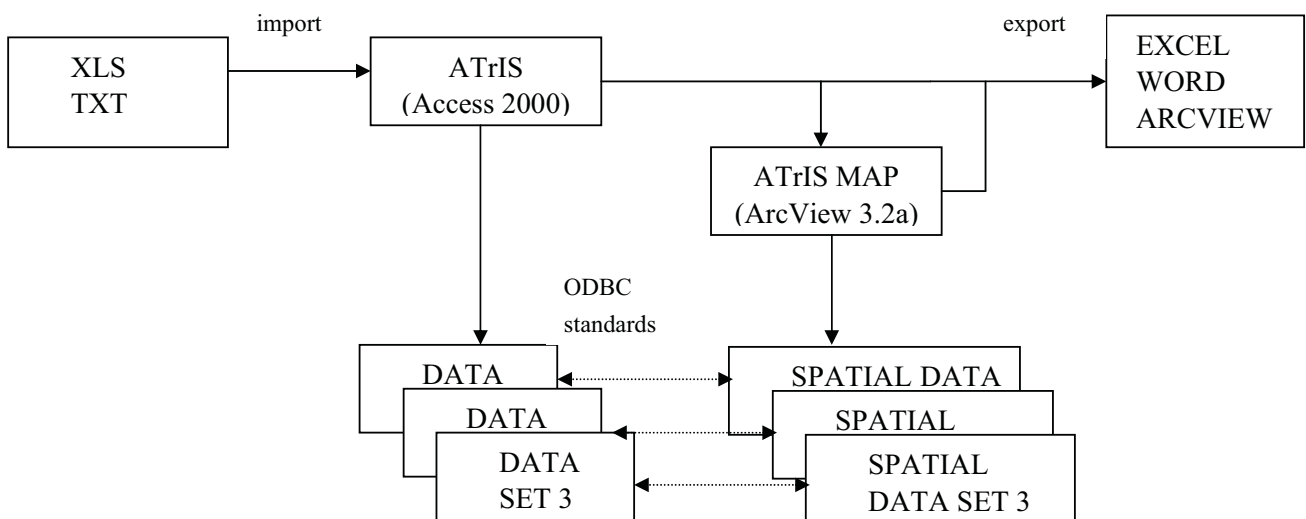 import
export
XLS
TXT
ATrIS
(Access 2000)
EXCEL
WORD
ARCVIEW
ATrIS MAP
(ArcView 3.2a)
ODBC
standards
DATA
SPATIAL DATA
DATA
SPATIAL
DATA
SET 3
SPATIAL
DATA SET 3